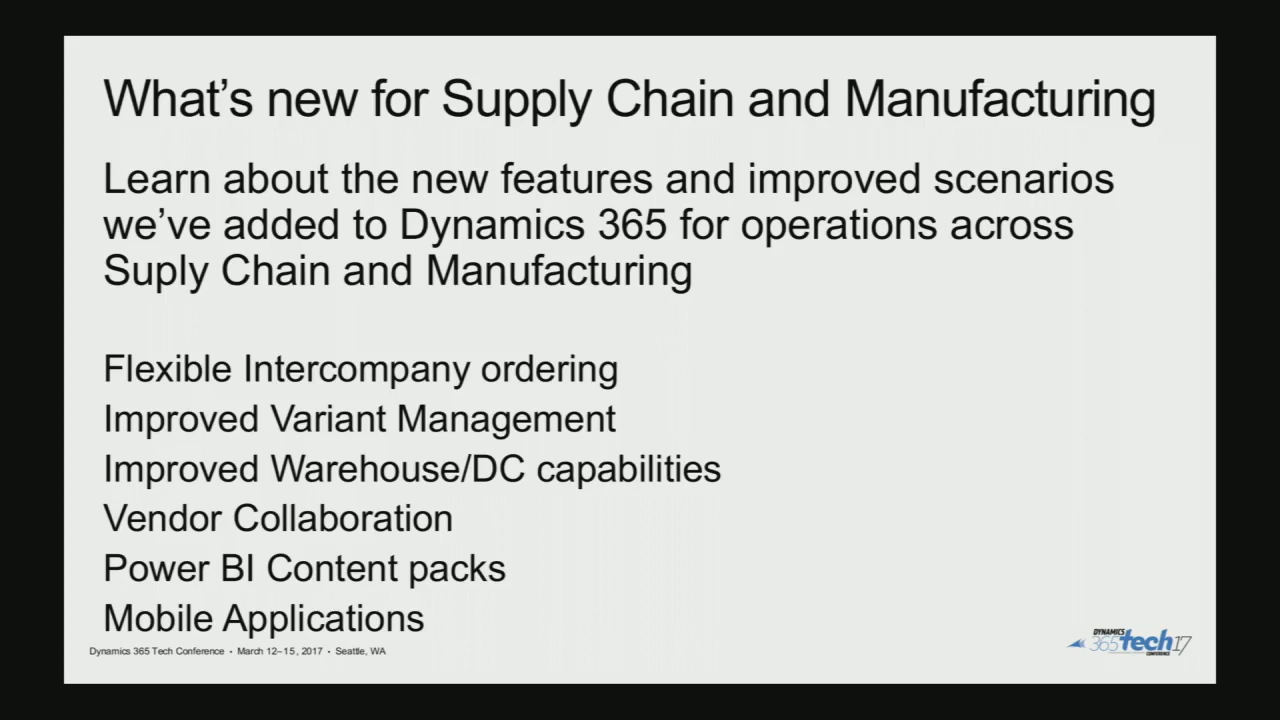 What's new for Supply Chain and Manufacturing
Learn about the new features and improved scenarios
we've added to Dynamics 365 for operations across
Suply Chain and Manufacturing
Flexible Intercompany ordering
Improved Variant Management
Improved Warehouse/DC capabilities
Vendor Collaboration
Power BI Content packs
Mobile Applications
Dynamics 365 Tech Conference • March 12–15, 2017 • Seattle, WA
DYNAMICS
365tech17
CONFERENCE